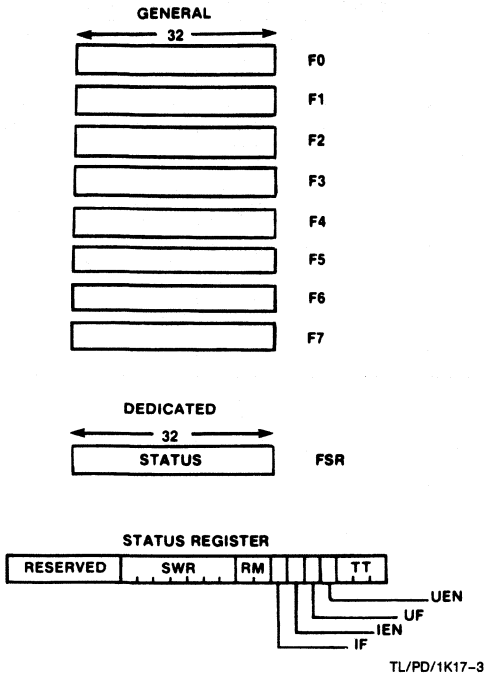 GENERAL
32
F0
F1
F2
F3
F4
F5
F6
F7
DEDICATED
32
STATUS FSR
STATUS REGISTER
RESERVED SWR RM TT
UEN
UF
IEN
IF
TL/PD/1K17-3